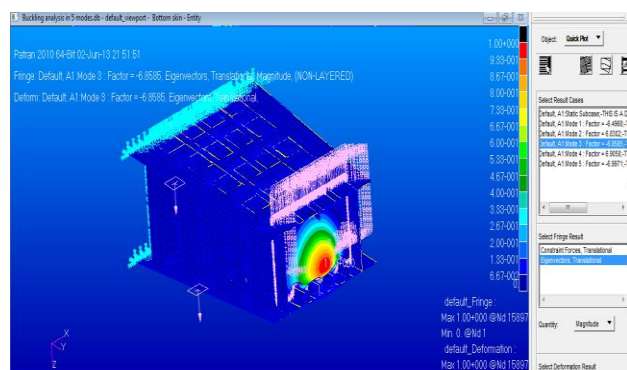 Buckling analysis in 5 modes.db - default_viewport - Bottom skin - Entity
Patran 2010 64-Bit 02-Jun-13 21:51:51
Fringe: Default, A1:Mode 3 : Factor = -6.8585, Eigenvectors, Translational, Magnitude, (NON-LAYERED)
Deform: Default, A1:Mode 3 : Factor = -6.8585, Eigenvectors, Translational,
1.00+000
9.33-001
8.67-001
8.00-001
7.33-001
6.67-001
6.00-001
5.33-001
4.67-001
4.00-001
3.33-001
2.67-001
2.00-001
1.33-001
6.67-002
0
default_Fringe :
Max 1.00+000 @Nd 15897
Min 0. @Nd 1
default_Deformation :
Max 1.00+000 @Nd 15897
X
Y
Z
Object: Quick Plot
Select Result Cases
Default, A1:Static Subcase;-THIS IS A D
Default, A1:Mode 1 : Factor =
Default, A1:Mode 2 : Factor =
Default, A1:Mode 3 : Factor = -6.8585,
Default, A1:Mode 4 : Factor =
Default, A1:Mode 5 : Factor =
Select Fringe Result
Constraint Forces, Translational
Eigenvectors, Translational
Quantity: Magnitude
Select Deformation Result